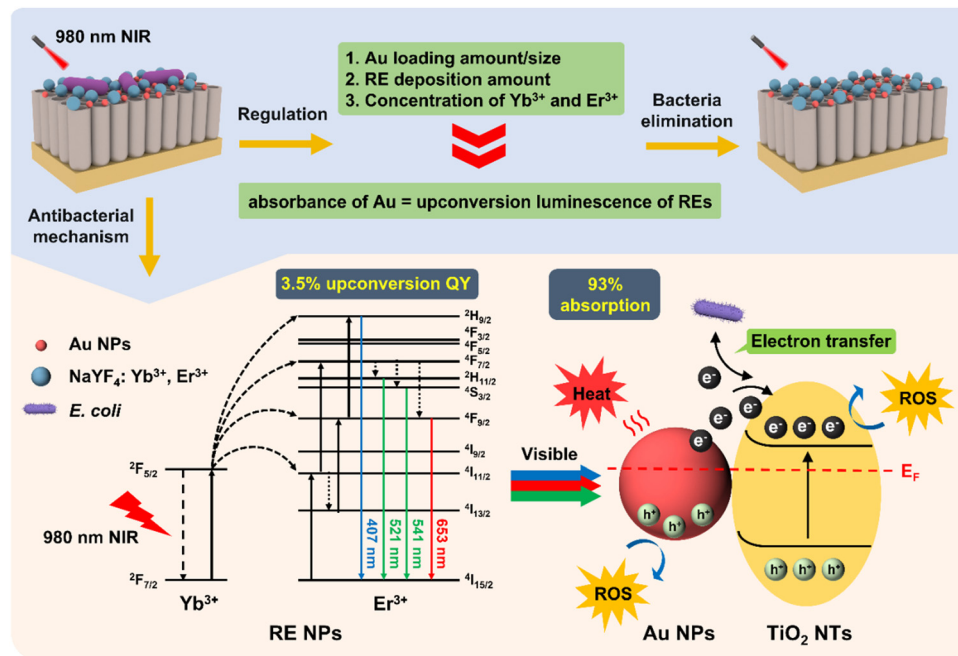 980 nm NIR
1. Au loading amount/size
2. RE deposition amount
3. Concentration of Yb³⁺ and Er³⁺
Regulation
Bacteria
elimination
absorbance of Au = upconversion luminescence of REs
Antibacterial
mechanism
3.5% upconversion QY
93%
absorption
Au NPs
NaYF₄: Yb³⁺, Er³⁺
E. coli
²H₉/₂
⁴F₃/₂
⁴F₅/₂
⁴F₇/₂
²H₁₁/₂
⁴S₃/₂
⁴F₉/₂
⁴I₉/₂
⁴I₁₁/₂
⁴I₁₃/₂
⁴I₁₅/₂
²F₅/₂
980 nm NIR
²F₇/₂
Yb³⁺
407 nm
521 nm
541 nm
653 nm
Er³⁺
RE NPs
Visible
Heat
Electron transfer
e⁻
e⁻
e⁻
e⁻
e⁻ e⁻ e⁻
ROS
E_F
h⁺ h⁺ h⁺
h⁺ h⁺ h⁺
ROS
Au NPs
TiO₂ NTs